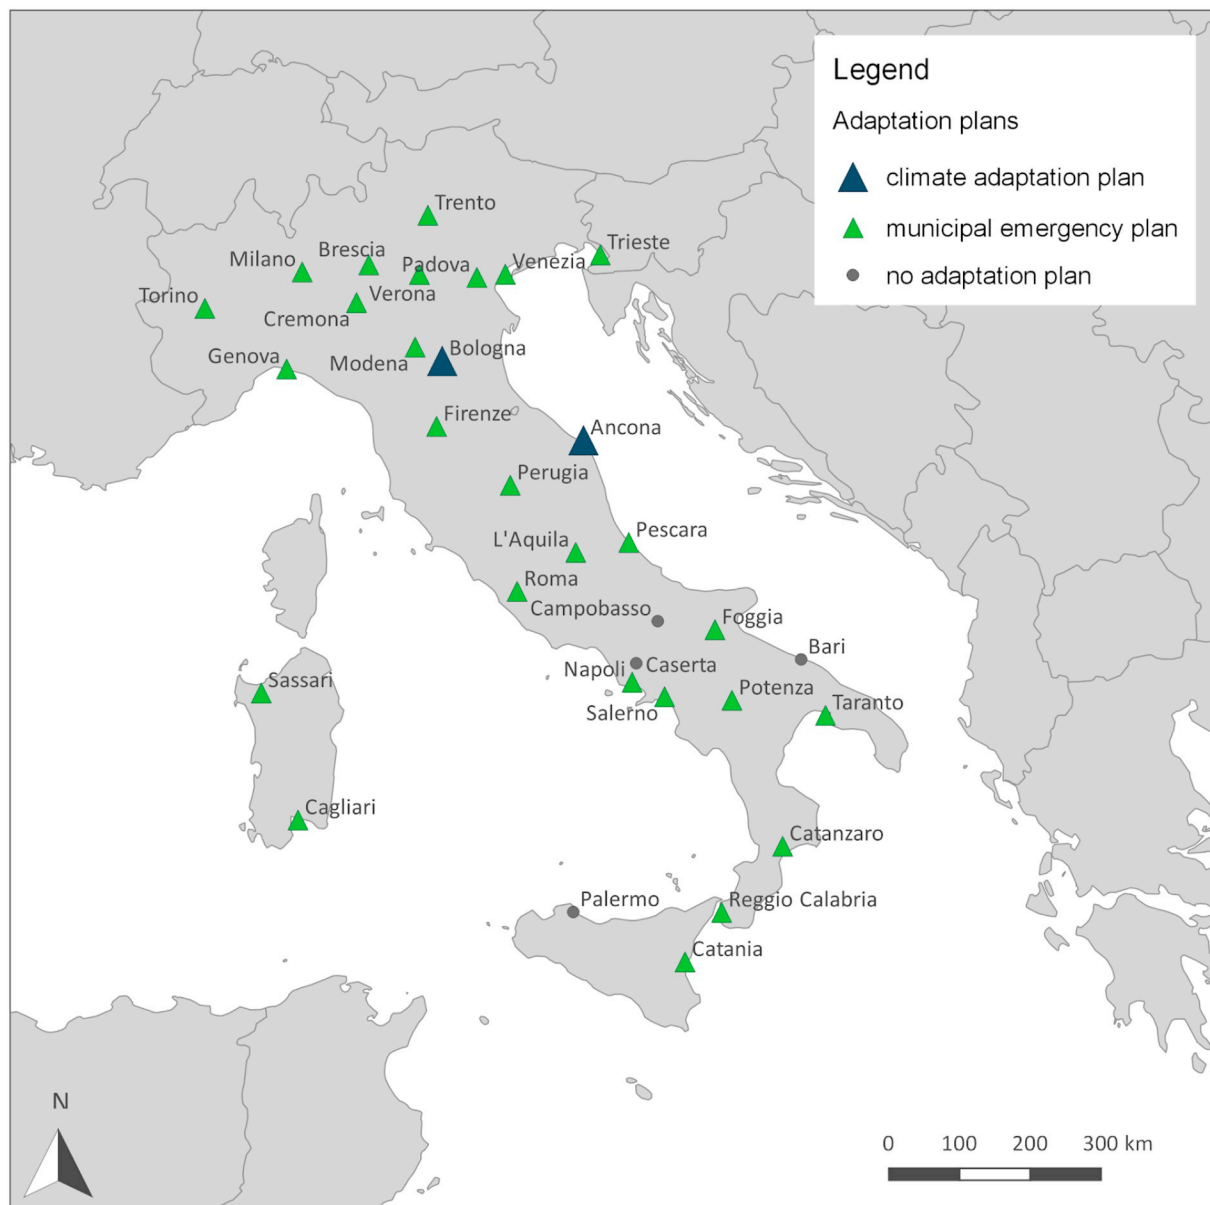 Legend
Adaptation plans
climate adaptation plan
municipal emergency plan
no adaptation plan
Trento
Trieste
Brescia
Milano
Padova
Venezia
Torino
Verona
Cremona
Genova
Modena
Bologna
Firenze
Ancona
Perugia
Pescara
L'Aquila
Roma
Campobasso
Foggia
Bari
Napoli
Caserta
Sassari
Potenza
Salerno
Taranto
Cagliari
Catanzaro
Palermo
Reggio Calabria
Catania
N
0 100 200 300 km